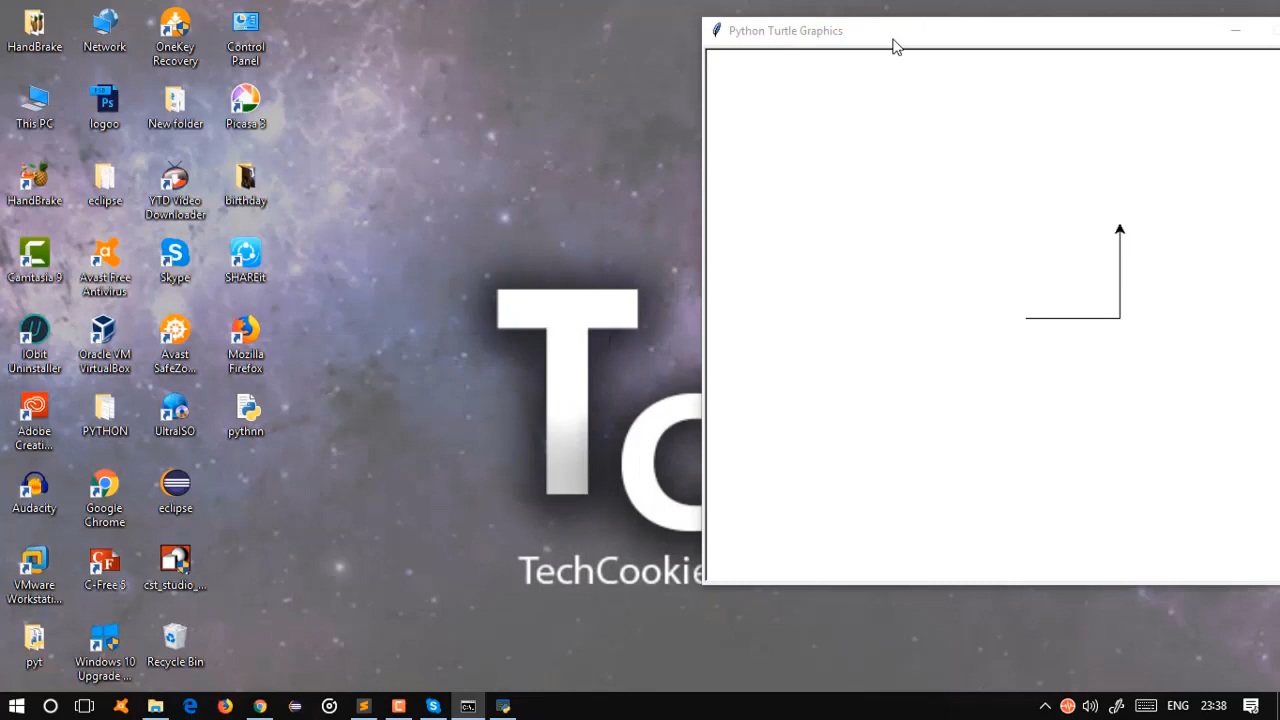 HandBrake
Network
OneKey
Recovery
Control
Panel
Python Turtle Graphics
This PC
Ps
logoo
New folder
Picasa 3
HandBrake
eclipse
YTD Video
Downloader
birthday
Camtasia 9
Avast Free
Antivirus
Skype
SHAREit
IObit
Uninstaller
Oracle VM
VirtualBox
Avast
SafeZo...
Mozilla
Firefox
Adobe
Creati...
PYTHON
UltraISO
pythnn
Audacity
Google
Chrome
eclipse
VMware
Workstati...
C-Free 5
cst_studio_...
pyt
Windows 10
Upgrade ...
Recycle Bin
TechCookie
ENG
23:38